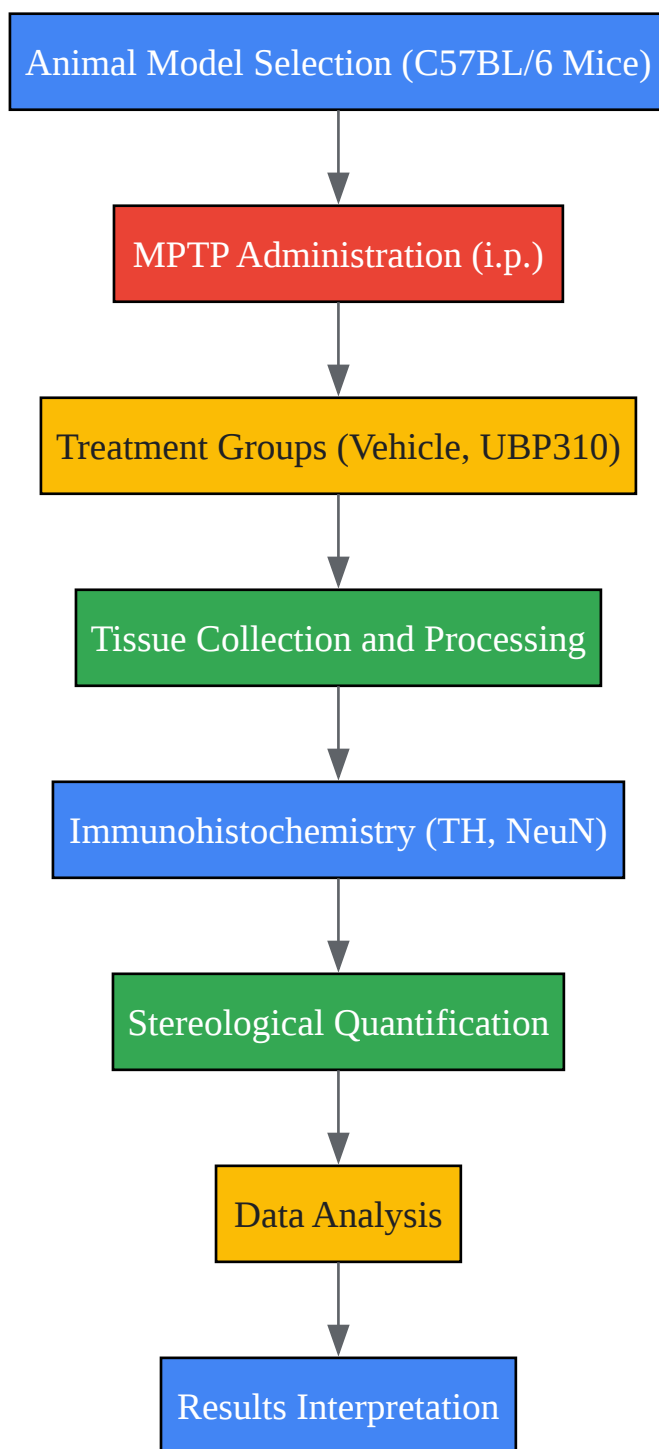 Animal Model Selection (C57BL/6 Mice)
MPTP Administration (i.p.)
Treatment Groups (Vehicle, UBP310)
Tissue Collection and Processing
Immunohistochemistry (TH, NeuN)
Stereological Quantification
Data Analysis
Results Interpretation